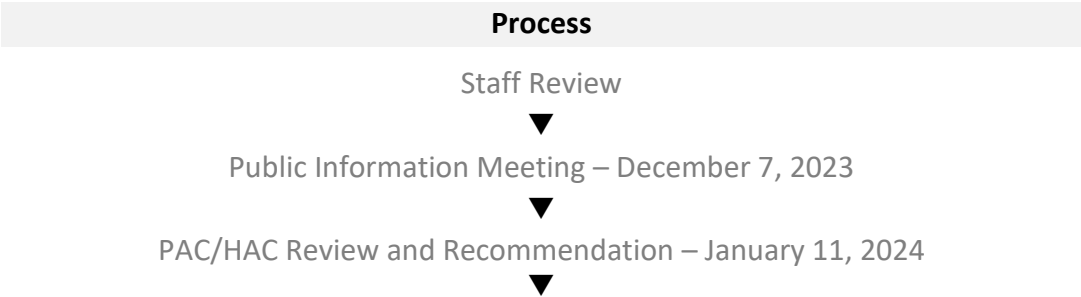 Process
Staff Review
▼
Public Information Meeting – December 7, 2023
▼
PAC/HAC Review and Recommendation – January 11, 2024
▼